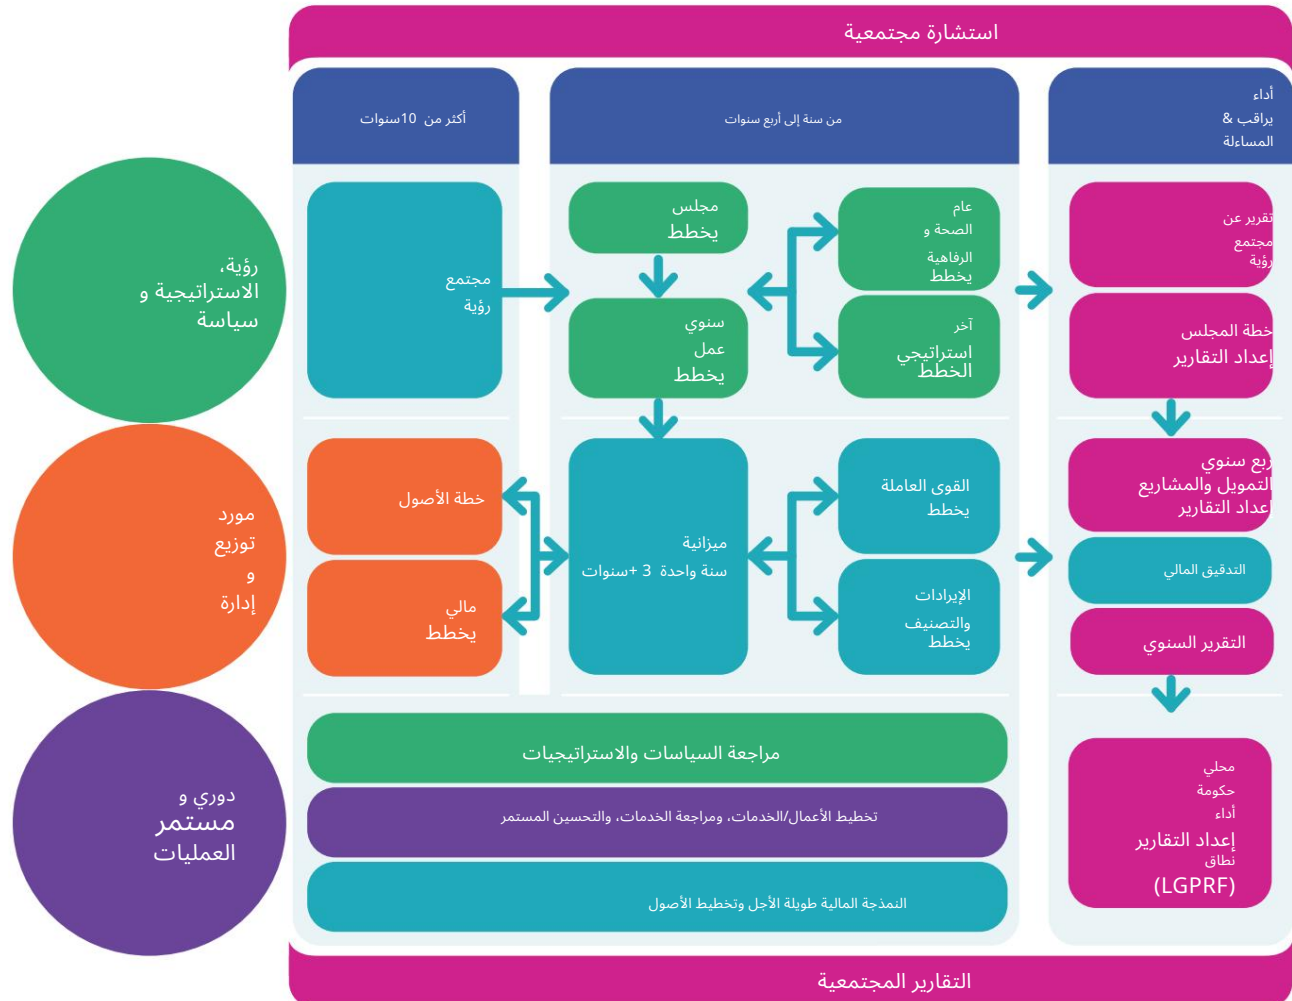 استشارة مجتمعية
أكثر من 10سنوات
من سنة إلى أربع سنوات
أداء
يراقب &
المساءلة
رؤية،
الاستراتيجية و
سياسة
مجتمع
رؤية
مجلس
يخطط
سنوي
عمل
يخطط
عام
الصحة و
الرفاهية
يخطط
آخر
استراتيجي
الخطط
تقرير عن
مجتمع
رؤية
خطة المجلس
إعداد التقارير
مورد
توزيع
و
إدارة
خطة الأصول
مالي
يخطط
ميزانية
سنة واحدة 3 +سنوات
القوى العاملة
يخطط
الإيرادات
والتصنيف
يخطط
ربع سنوي
التمويل والمشاريع
إعداد التقارير
التدقيق المالي
التقرير السنوي
دوري و
مستمر
العمليات
مراجعة السياسات والاستراتيجيات
تخطيط الأعمال/الخدمات، ومراجعة الخدمات، والتحسين المستمر
النمذجة المالية طويلة الأجل وتخطيط الأصول
محلي
حكومة
أداء
إعداد التقارير
نطاق
(LGPRF)
التقارير المجتمعية